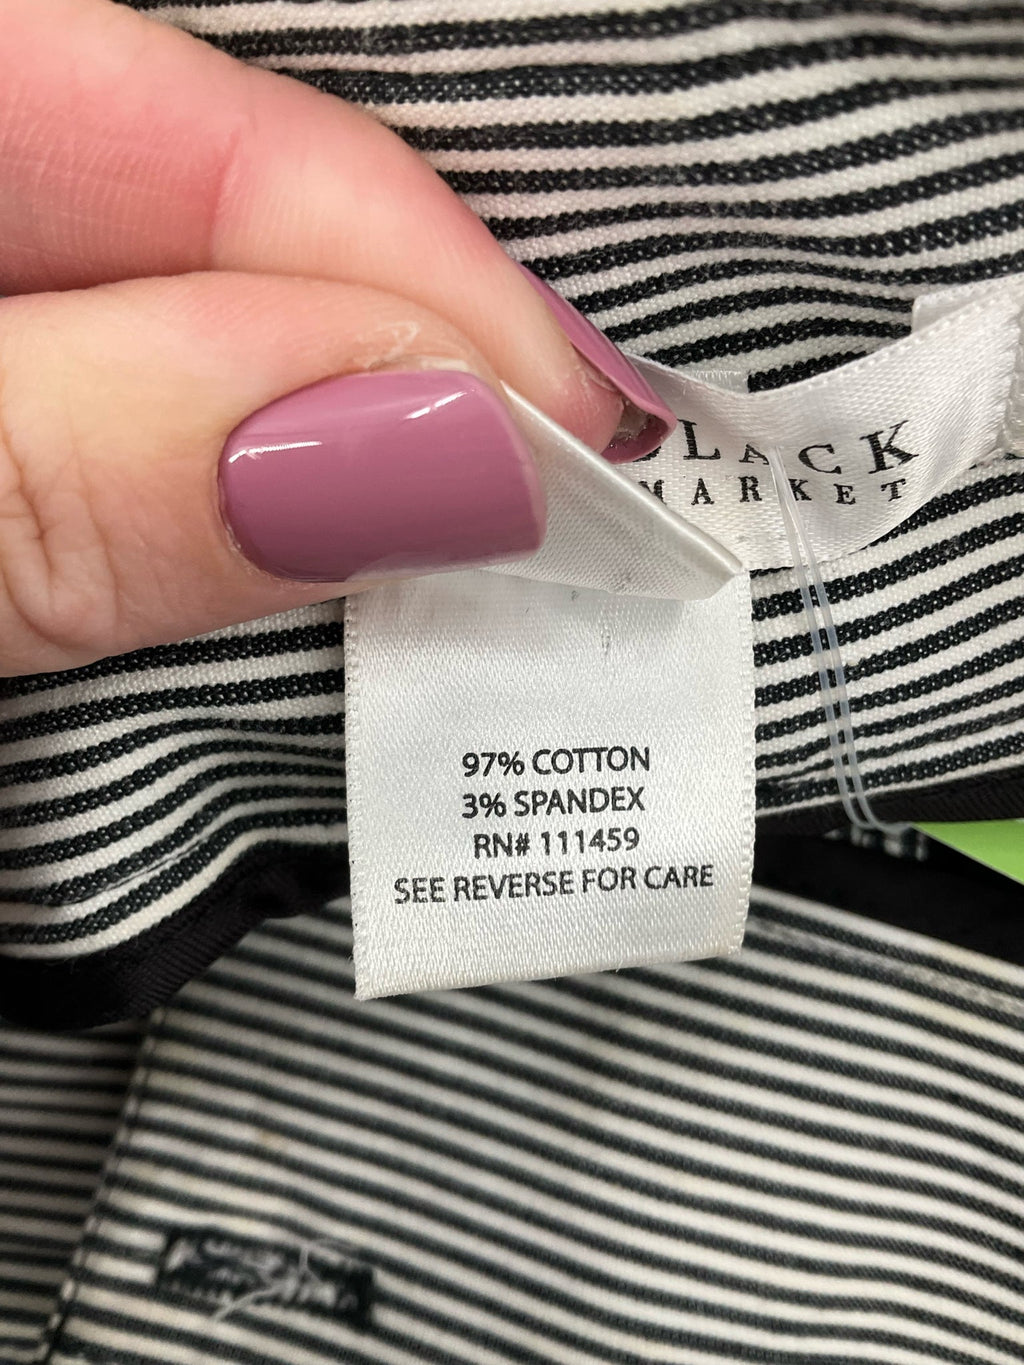 BLACK
MARKET
97% COTTON
3% SPANDEX
RN# 111459
SEE REVERSE FOR CARE